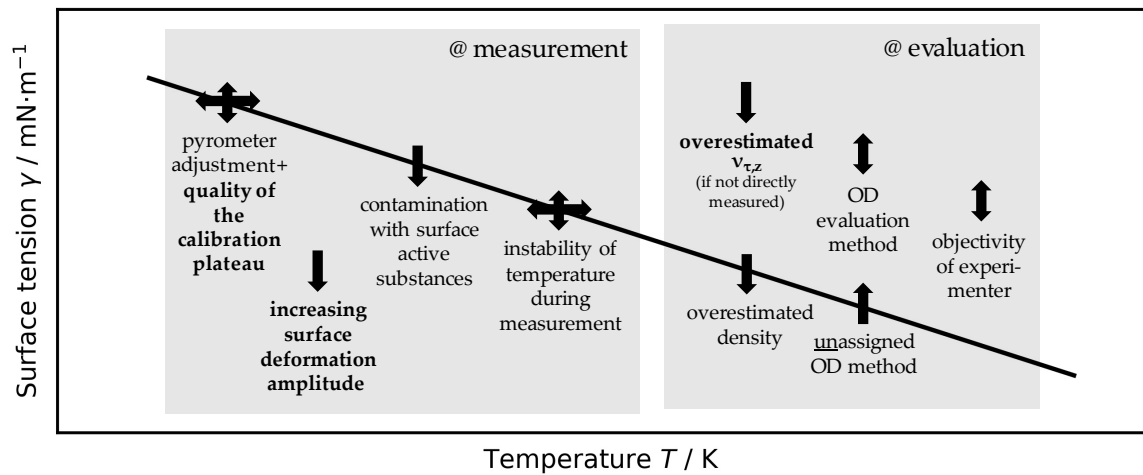 Surface tension γ / mN·m⁻¹
@ measurement
pyrometer
adjustment+
quality of
the
calibration
plateau
increasing
surface
deformation
amplitude
contamination
with surface
active
substances
instability of
temperature
during
measurement
@ evaluation
overestimated
ντ,z
(if not directly
measured)
OD
evaluation
method
objectivity
of experi-
menter
overestimated
density
unassigned
OD method
Temperature T / K